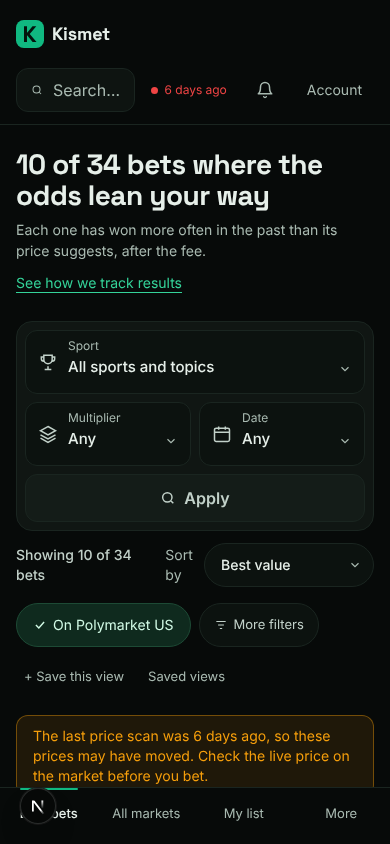 Kismet
Search...
6 days ago
Account
10 of 34 bets where the
odds lean your way
Each one has won more often in the past than its
price suggests, after the fee.
See how we track results
Sport
All sports and topics
Multiplier
Any
Date
Any
Apply
Showing 10 of 34
bets
Sort
by
Best value
On Polymarket US
More filters
+ Save this view
Saved views
The last price scan was 6 days ago, so these
prices may have moved. Check the live price on
the market before you bet.
bets
All markets
My list
More